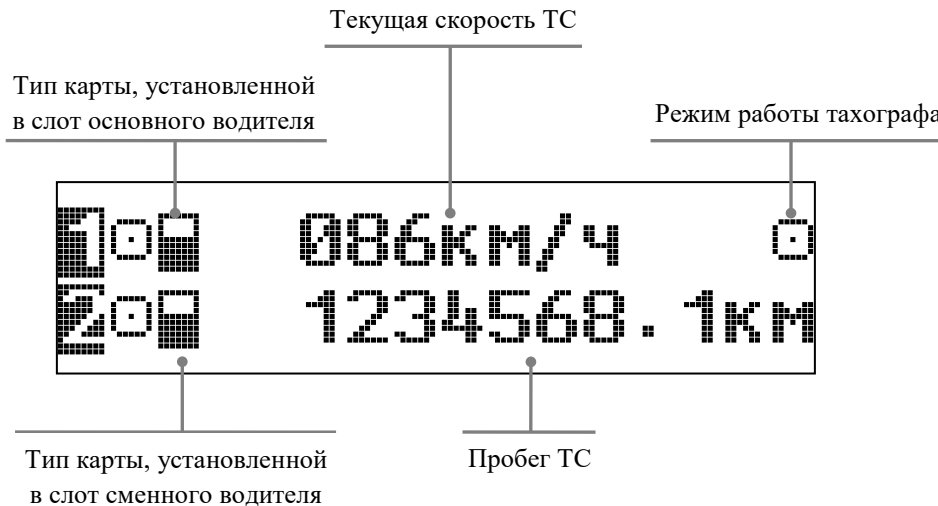 Текущая скорость ТС
Тип карты, установленной
в слот основного водителя
Режим работы тахографа
1 086км/ч
2 1234568.1км
Тип карты, установленной
в слот сменного водителя
Пробег ТС